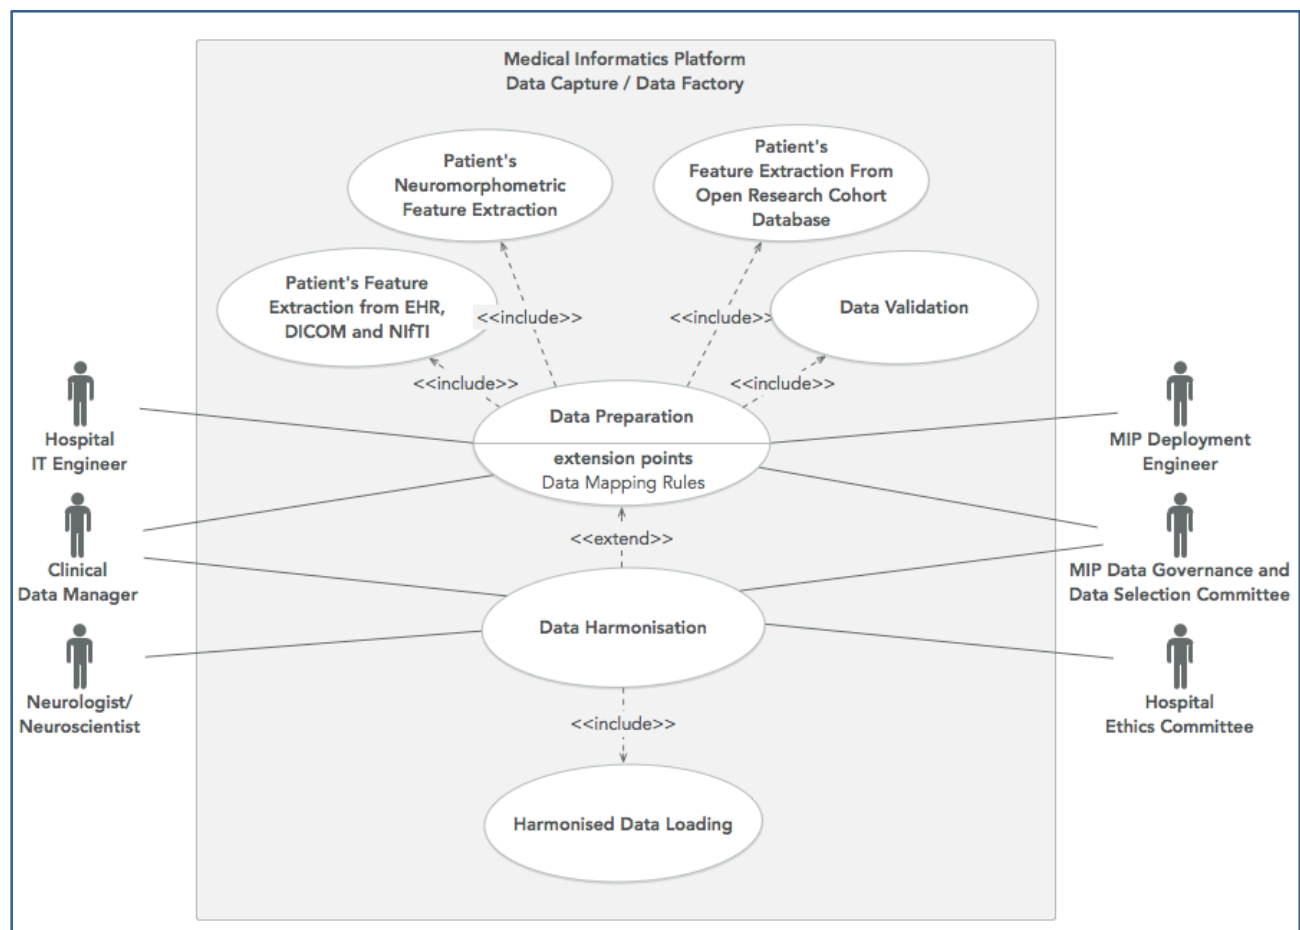 Medical Informatics Platform
Data Capture / Data Factory
Patient's
Neuromorphometric
Feature Extraction
Patient's
Feature Extraction From
Open Research Cohort
Database
Patient's Feature
Extraction from EHR,
DICOM and NIfTI
Data Validation
<<include>>
<<include>>
<<include>>
<<include>>
Data Preparation
extension points
Data Mapping Rules
Hospital
IT Engineer
MIP Deployment
Engineer
<<extend>>
Clinical
Data Manager
MIP Data Governance and
Data Selection Committee
Data Harmonisation
Neurologist/
Neuroscientist
Hospital
Ethics Committee
<<include>>
Harmonised Data Loading